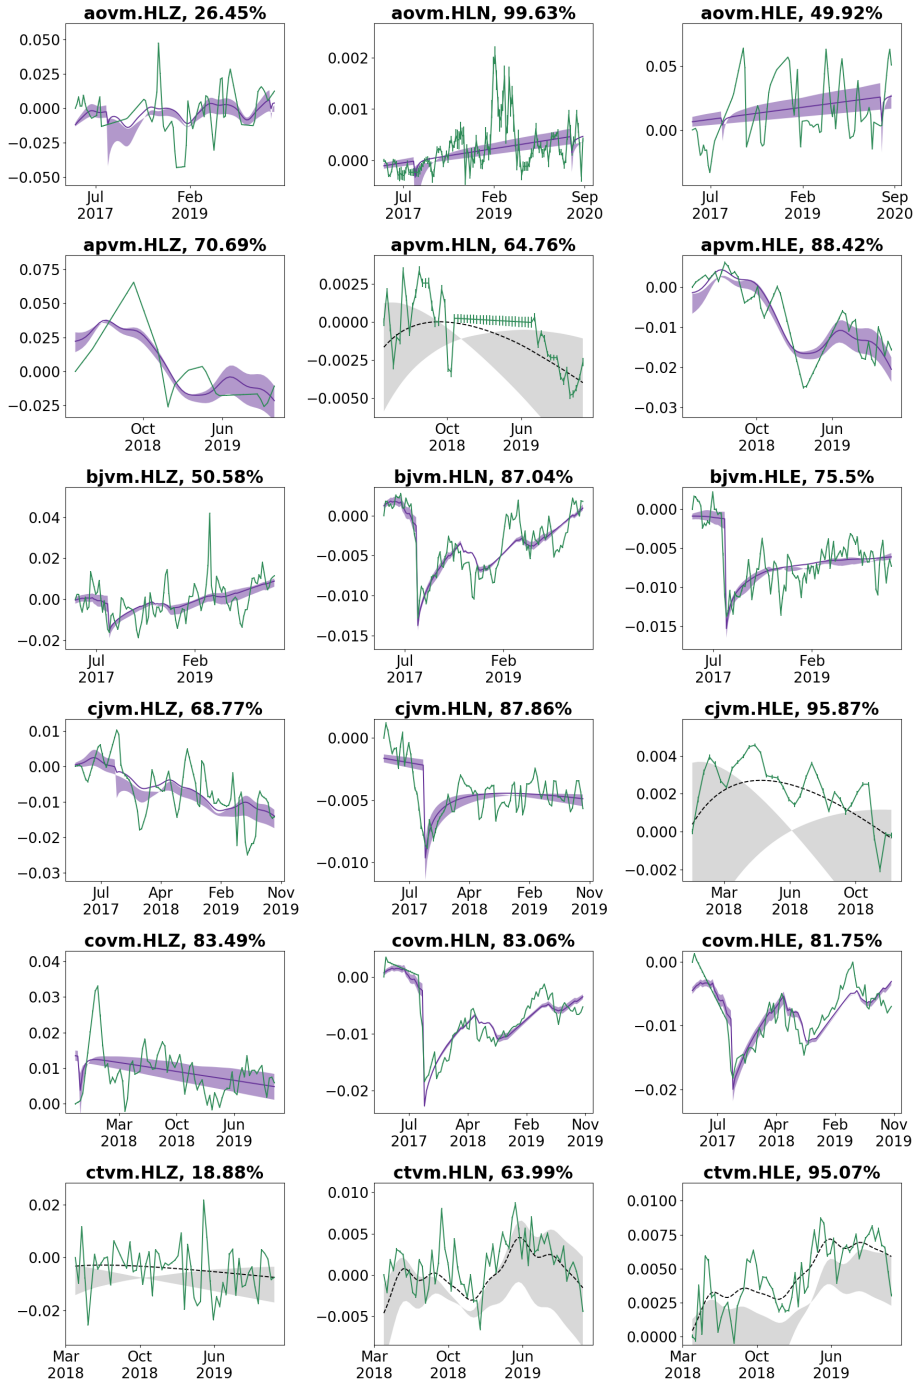 aovm.HLZ, 26.45%
0.050
0.025
0.000
−0.025
−0.050
Jul 2017
Feb 2019
aovm.HLN, 99.63%
0.002
0.001
0.000
Jul 2017
Feb 2019
Sep 2020
aovm.HLE, 49.92%
0.05
0.00
Jul 2017
Feb 2019
Sep 2020
apvm.HLZ, 70.69%
0.075
0.050
0.025
0.000
−0.025
Oct 2018
Jun 2019
apvm.HLN, 64.76%
0.0025
0.0000
−0.0025
−0.0050
Oct 2018
Jun 2019
apvm.HLE, 88.42%
0.00
−0.01
−0.02
−0.03
Oct 2018
Jun 2019
bjvm.HLZ, 50.58%
0.04
0.02
0.00
−0.02
Jul 2017
Feb 2019
bjvm.HLN, 87.04%
0.000
−0.005
−0.010
−0.015
Jul 2017
Feb 2019
bjvm.HLE, 75.5%
0.000
−0.005
−0.010
−0.015
Jul 2017
Feb 2019
cjvm.HLZ, 68.77%
0.01
0.00
−0.01
−0.02
−0.03
Jul 2017
Apr 2018
Feb 2019
Nov 2019
cjvm.HLN, 87.86%
0.000
−0.005
−0.010
Jul 2017
Apr 2018
Feb 2019
Nov 2019
cjvm.HLE, 95.87%
0.004
0.002
0.000
−0.002
Mar 2018
Jun 2018
Oct 2018
covm.HLZ, 83.49%
0.04
0.03
0.02
0.01
0.00
Mar 2018
Oct 2018
Jun 2019
covm.HLN, 83.06%
0.00
−0.01
−0.02
Jul 2017
Apr 2018
Feb 2019
Nov 2019
covm.HLE, 81.75%
0.00
−0.01
−0.02
Jul 2017
Apr 2018
Feb 2019
Nov 2019
ctvm.HLZ, 18.88%
0.02
0.00
−0.02
Mar 2018
Oct 2018
Jun 2019
ctvm.HLN, 63.99%
0.010
0.005
0.000
−0.005
Mar 2018
Oct 2018
Jun 2019
ctvm.HLE, 95.07%
0.0100
0.0075
0.0050
0.0025
0.0000
Mar 2018
Oct 2018
Jun 2019